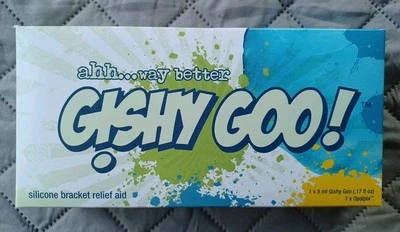 ahh...way better
GISHY GOO!™
silicone bracket relief aid
1 x 5 ml Gishy Goo (.17 fl oz)
1 x Opalpix™